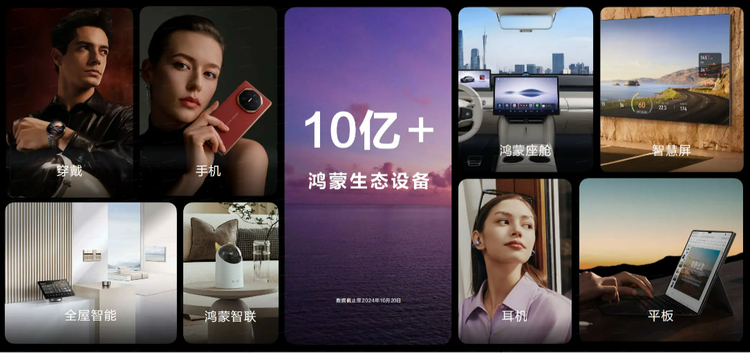 穿戴
手机
10亿+
鸿蒙生态设备
数据截止年2024年10月20日
鸿蒙座舱
智慧屏
全屋智能
鸿蒙智联
耳机
平板